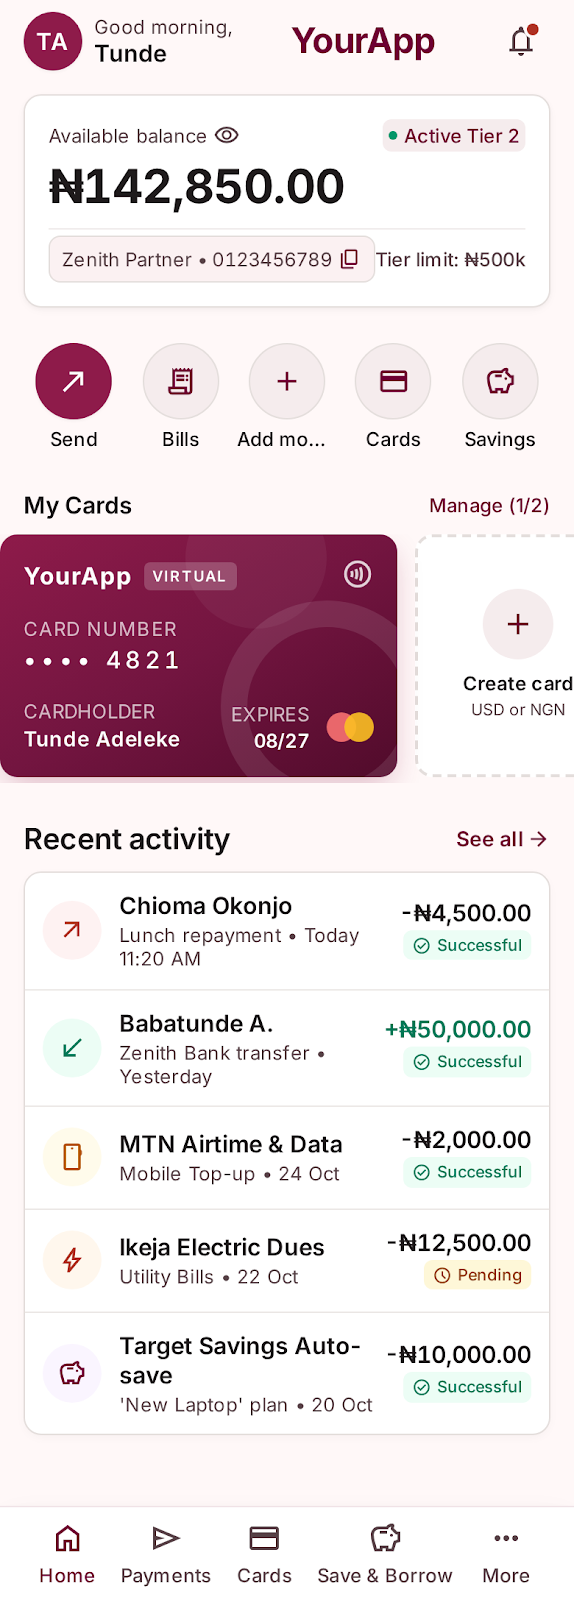 TA
Good morning,
Tunde
YourApp
Available balance
Active Tier 2
₦142,850.00
Zenith Partner • 0123456789
Tier limit: ₦500k
Send
Bills
Add mo...
Cards
Savings
My Cards
Manage (1/2)
YourApp
VIRTUAL
CARD NUMBER
•••• 4821
CARDHOLDER
Tunde Adeleke
EXPIRES
08/27
Create card
USD or NGN
Recent activity
See all →
Chioma Okonjo
Lunch repayment • Today
11:20 AM
-₦4,500.00
Successful
Babatunde A.
Zenith Bank transfer •
Yesterday
+₦50,000.00
Successful
MTN Airtime & Data
Mobile Top-up • 24 Oct
-₦2,000.00
Successful
Ikeja Electric Dues
Utility Bills • 22 Oct
-₦12,500.00
Pending
Target Savings Auto-
save
'New Laptop' plan • 20 Oct
-₦10,000.00
Successful
Home
Payments
Cards
Save & Borrow
More